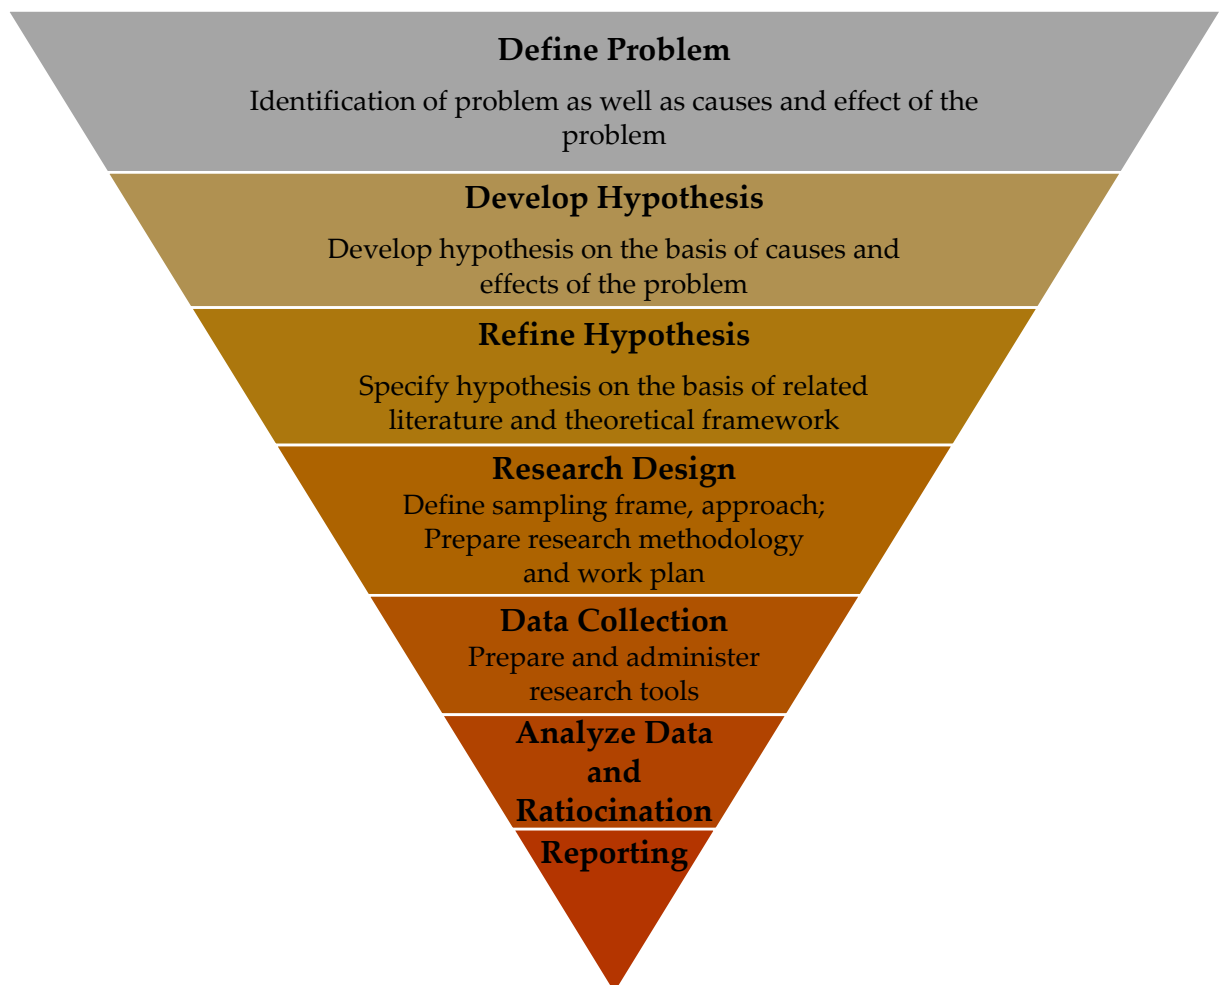 Define Problem
Identification of problem as well as causes and effect of the
problem
Develop Hypothesis
Develop hypothesis on the basis of causes and
effects of the problem
Refine Hypothesis
Specify hypothesis on the basis of related
literature and theoretical framework
Research Design
Define sampling frame, approach;
Prepare research methodology
and work plan
Data Collection
Prepare and administer
research tools
Analyze Data
and
Ratiocination
Reporting